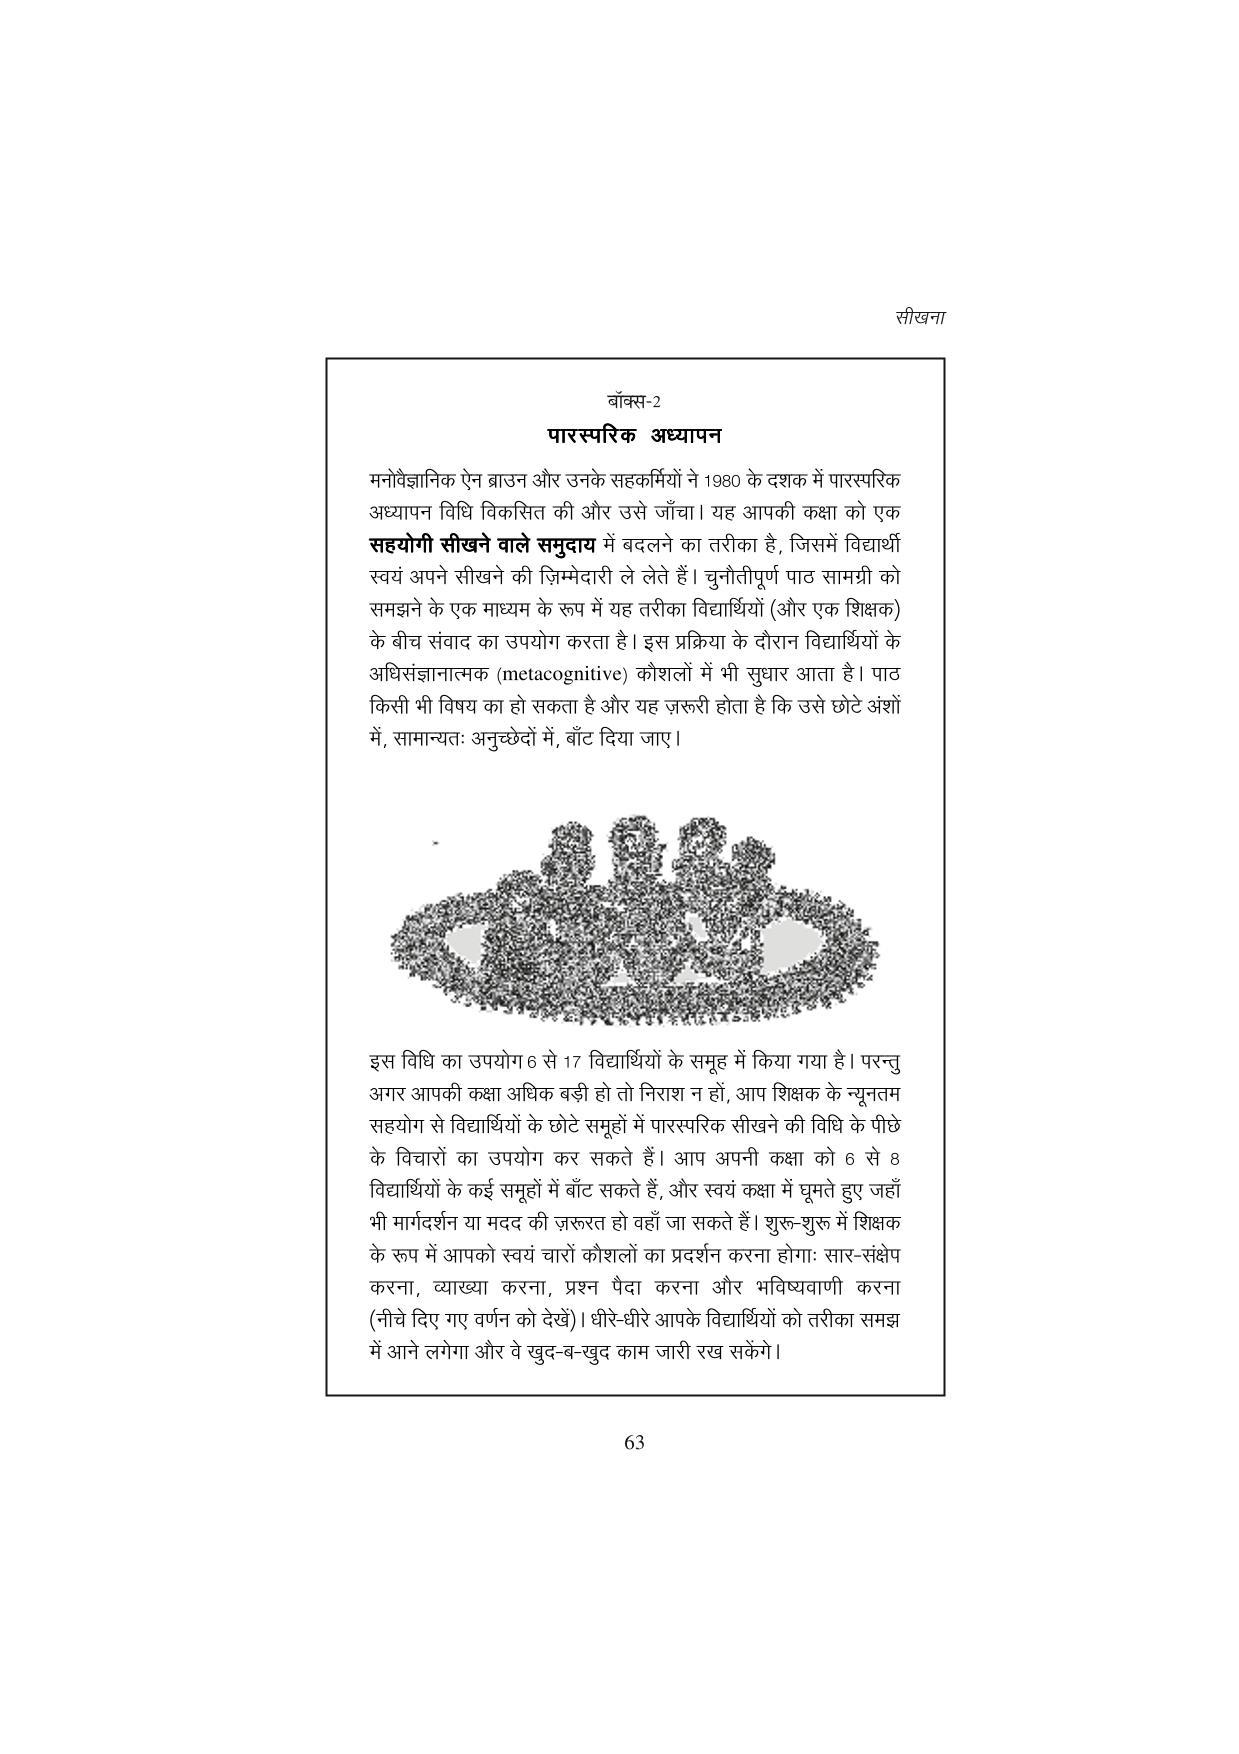 सीखना
बॉक्स-2
पारस्परिक अध्यापन
मनोवैज्ञानिक ऐन ब्राउन और उनके सहकर्मियों ने 1980 के दशक में पारस्परिक
अध्यापन विधि विकसित की और उसे जाँचा। यह आपकी कक्षा को एक
सहयोगी सीखने वाले समुदाय में बदलने का तरीका है, जिसमें विद्यार्थी
स्वयं अपने सीखने की ज़िम्मेदारी ले लेते हैं। चुनौतीपूर्ण पाठ सामग्री को
समझने के एक माध्यम के रूप में यह तरीका विद्यार्थियों (और एक शिक्षक)
के बीच संवाद का उपयोग करता है। इस प्रक्रिया के दौरान विद्यार्थियों के
अधिसंज्ञानात्मक (metacognitive) कौशलों में भी सुधार आता है। पाठ
किसी भी विषय का हो सकता है और यह ज़रूरी होता है कि उसे छोटे अंशों
में, सामान्यतः अनुच्छेदों में, बाँट दिया जाए।
इस विधि का उपयोग 6 से 17 विद्यार्थियों के समूह में किया गया है। परन्तु
अगर आपकी कक्षा अधिक बड़ी हो तो निराश न हों, आप शिक्षक के न्यूनतम
सहयोग से विद्यार्थियों के छोटे समूहों में पारस्परिक सीखने की विधि के पीछे
के विचारों का उपयोग कर सकते हैं। आप अपनी कक्षा को 6 से 8
विद्यार्थियों के कई समूहों में बाँट सकते हैं, और स्वयं कक्षा में घूमते हुए जहाँ
भी मार्गदर्शन या मदद की ज़रूरत हो वहाँ जा सकते हैं। शुरू-शुरू में शिक्षक
के रूप में आपको स्वयं चारों कौशलों का प्रदर्शन करना होगाः सार-संक्षेप
करना, व्याख्या करना, प्रश्न पैदा करना और भविष्यवाणी करना
(नीचे दिए गए वर्णन को देखें)। धीरे-धीरे आपके विद्यार्थियों को तरीका समझ
में आने लगेगा और वे खुद-ब-खुद काम जारी रख सकेंगे।
63